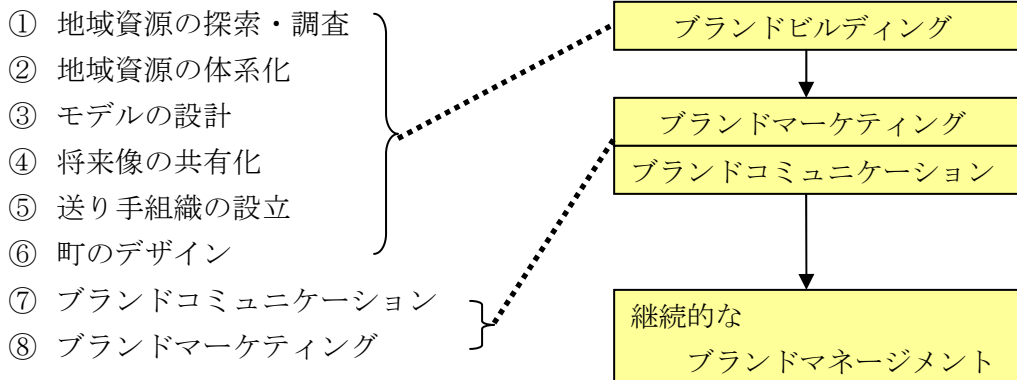 ① 地域資源の探索・調査
② 地域資源の体系化
③ モデルの設計
④ 将来像の共有化
⑤ 送り手組織の設立
⑥ 町のデザイン
⑦ ブランドコミュニケーション
⑧ ブランドマーケティング
ブランドビルディング
ブランドマーケティング
ブランドコミュニケーション
継続的な
ブランドマネージメント